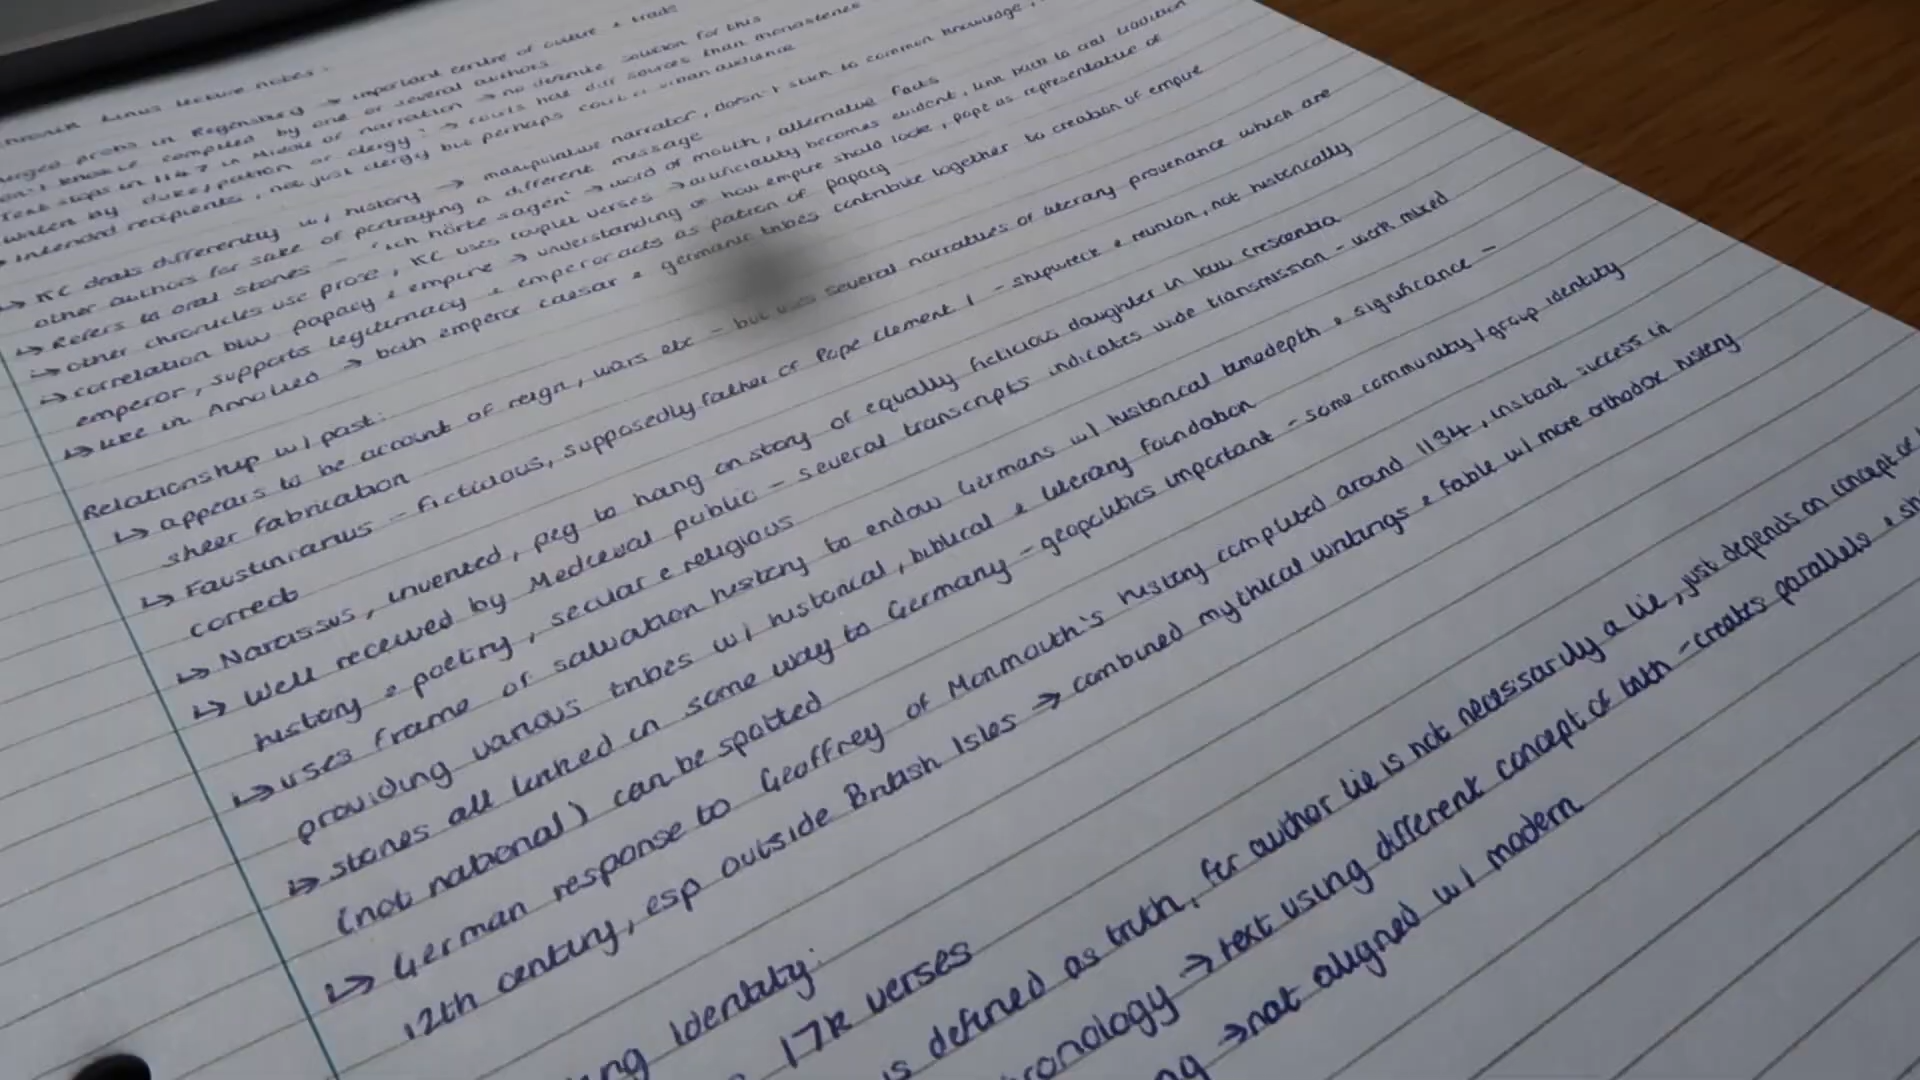 lecture notes:
in Regensburg → important centre of culture & trade
compiled by one or several authors
Text stops in 1147 in middle of narration → no definite solution for this
written by duke, patron or clergy? → could have diff sources than monasteries
intended recipients, not just clergy but perhaps court or urban audience
↳ KC deals differently w/ history → manipulative narrator, doesn't stick to common knowledge,
other authors for sake of portraying a different message
↳ Refers to oral stories - 'ich hörte sagen' → word of mouth, alternative facts
↳ other chronicles use prose, KC uses couplet verses → artificiality becomes evident, link back to oral tradition
↳ correlation btw papacy & empire → understanding of how empire should look, pope as representative of
emperor, supports legitimacy & emperor acts as patron of papacy
↳ like in Annolied → both emperor caesar & germanic tribes contribute together to creation of empire
Relationship w/ past:
↳ appears to be account of reign, wars etc - but uses several narratives of literary provenance which are
sheer fabrication
↳ Faustinianus - fictitious, supposedly father of Pope Clement I - shipwreck & reunion, not historically
correct
↳ Narcissus, invented, peg to hang on story of equally ficticious daughter in law crescentia
↳ Well received by Medieval public - several transcripts indicates wide transmission - work mixed
history & poetry, secular & religious
↳ uses frame of salvation history to endow Germans w/ historical timedepth & significance -
providing various tribes w/ historical, biblical & literary foundation
↳ stories all linked in some way to Germany - geopolitics important - some community/group identity
(not national) can be spotted
↳ German response to Geoffrey of Monmouth's history completed around 1134, instant success in
12th century, esp outside British Isles → combined mythical writings & fable w/ more orthodox history
identity:
17k verses
is defined as truth, for author lie is not necessarily a lie, just depends on concept of
→ text using different concept of truth - creates parallels &
→ not aligned w/ modern